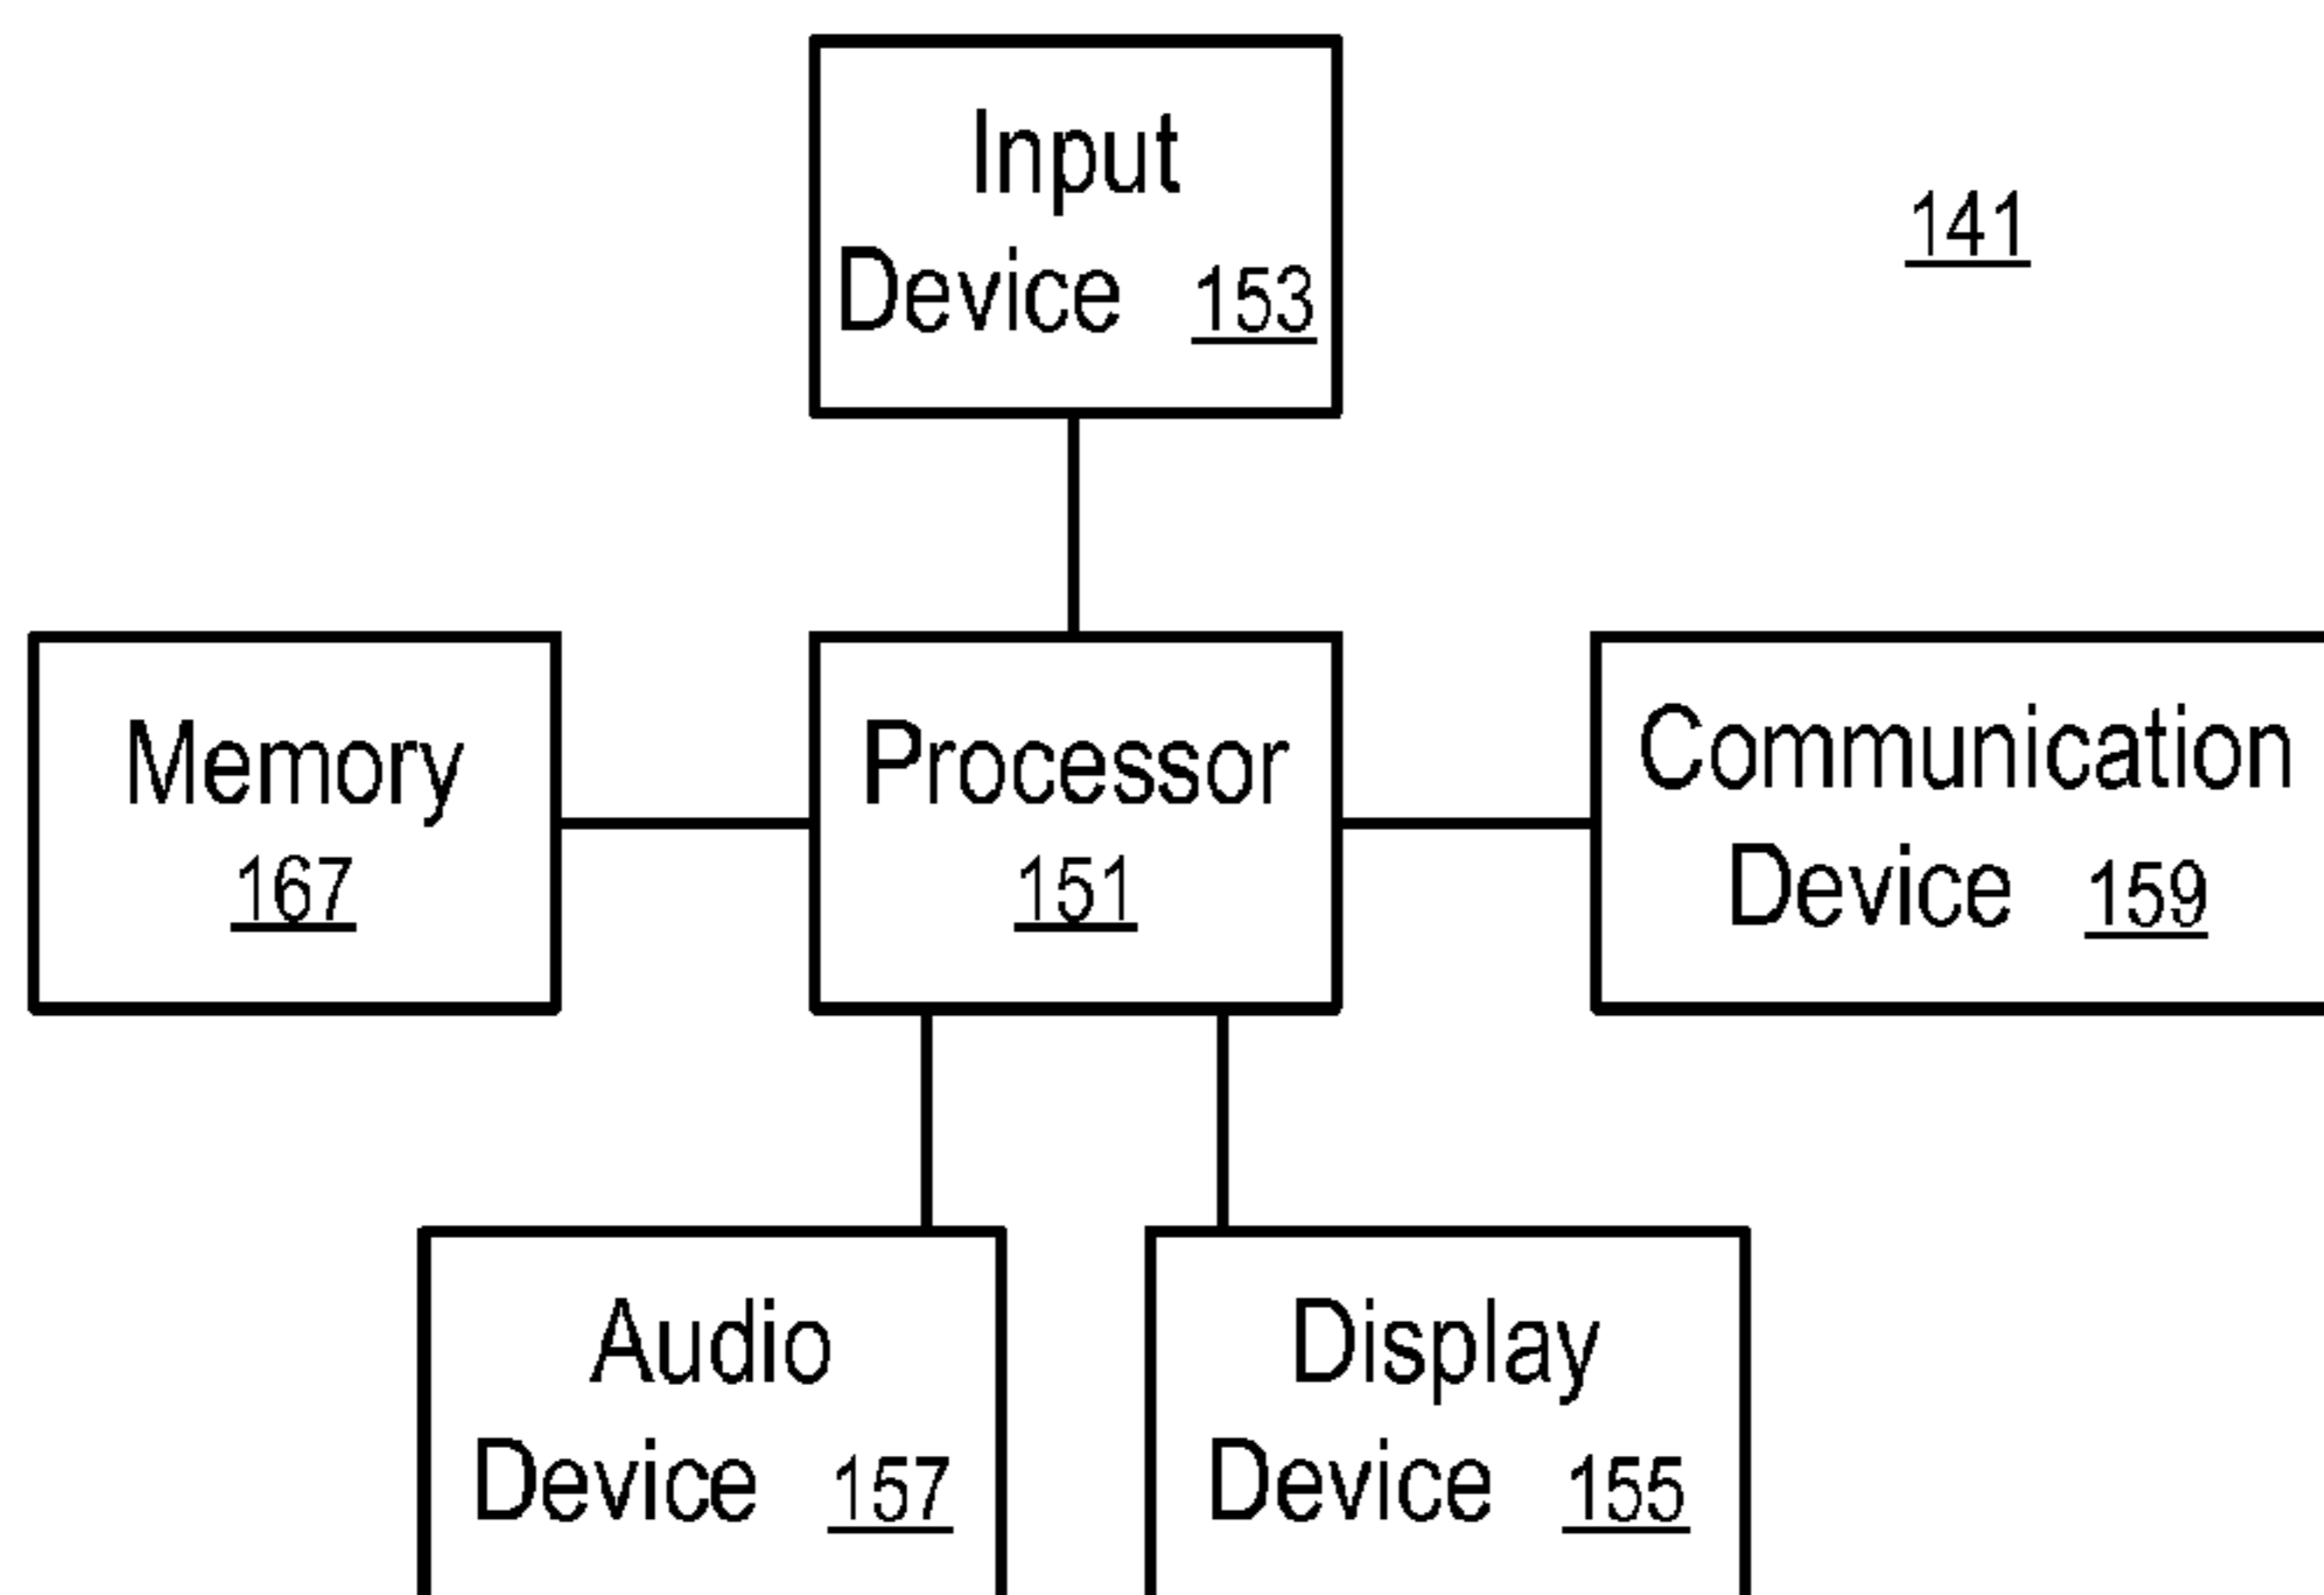 Input
Device 153
141
Memory
167
Processor
151
Communication
Device 159
Audio
Device 157
Display
Device 155